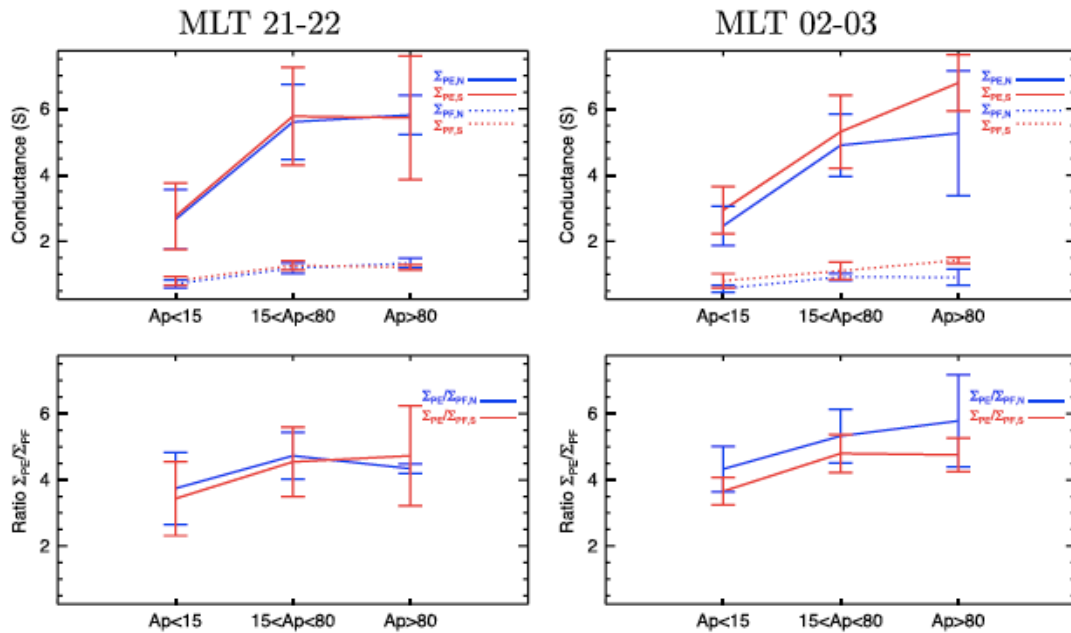 MLT 21-22
MLT 02-03
Conductance (S)
6
4
2
Σ_PE,N
Σ_PE,S
Σ_PF,N
Σ_PF,S
Ap<15
15<Ap<80
Ap>80
Conductance (S)
6
4
2
Σ_PE,N
Σ_PE,S
Σ_PF,N
Σ_PF,S
Ap<15
15<Ap<80
Ap>80
Ratio Σ_PE/Σ_PF
6
4
2
Σ_PE/Σ_PF,N
Σ_PE/Σ_PF,S
Ap<15
15<Ap<80
Ap>80
Ratio Σ_PE/Σ_PF
6
4
2
Σ_PE/Σ_PF,N
Σ_PE/Σ_PF,S
Ap<15
15<Ap<80
Ap>80